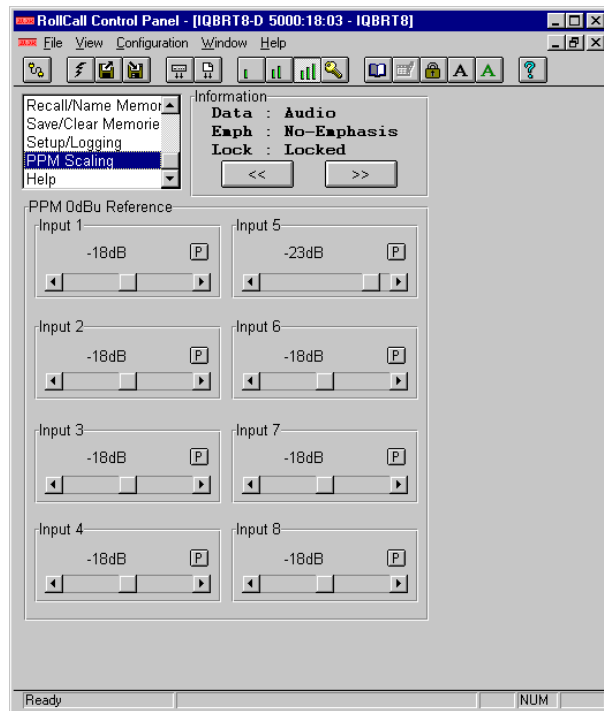 RollCall Control Panel - [IQBRT8-D 5000:18:03 - IQBRT8]
File View Configuration Window Help
A A ?
Recall/Name Memor
Save/Clear Memorie
Setup/Logging
PPM Scaling
Help
Information
Data : Audio
Emph : No-Emphasis
Lock : Locked
<< >>
PPM 0dBu Reference
Input 1
-18dB P
Input 5
-23dB P
Input 2
-18dB P
Input 6
-18dB P
Input 3
-18dB P
Input 7
-18dB P
Input 4
-18dB P
Input 8
-18dB P
Ready NUM